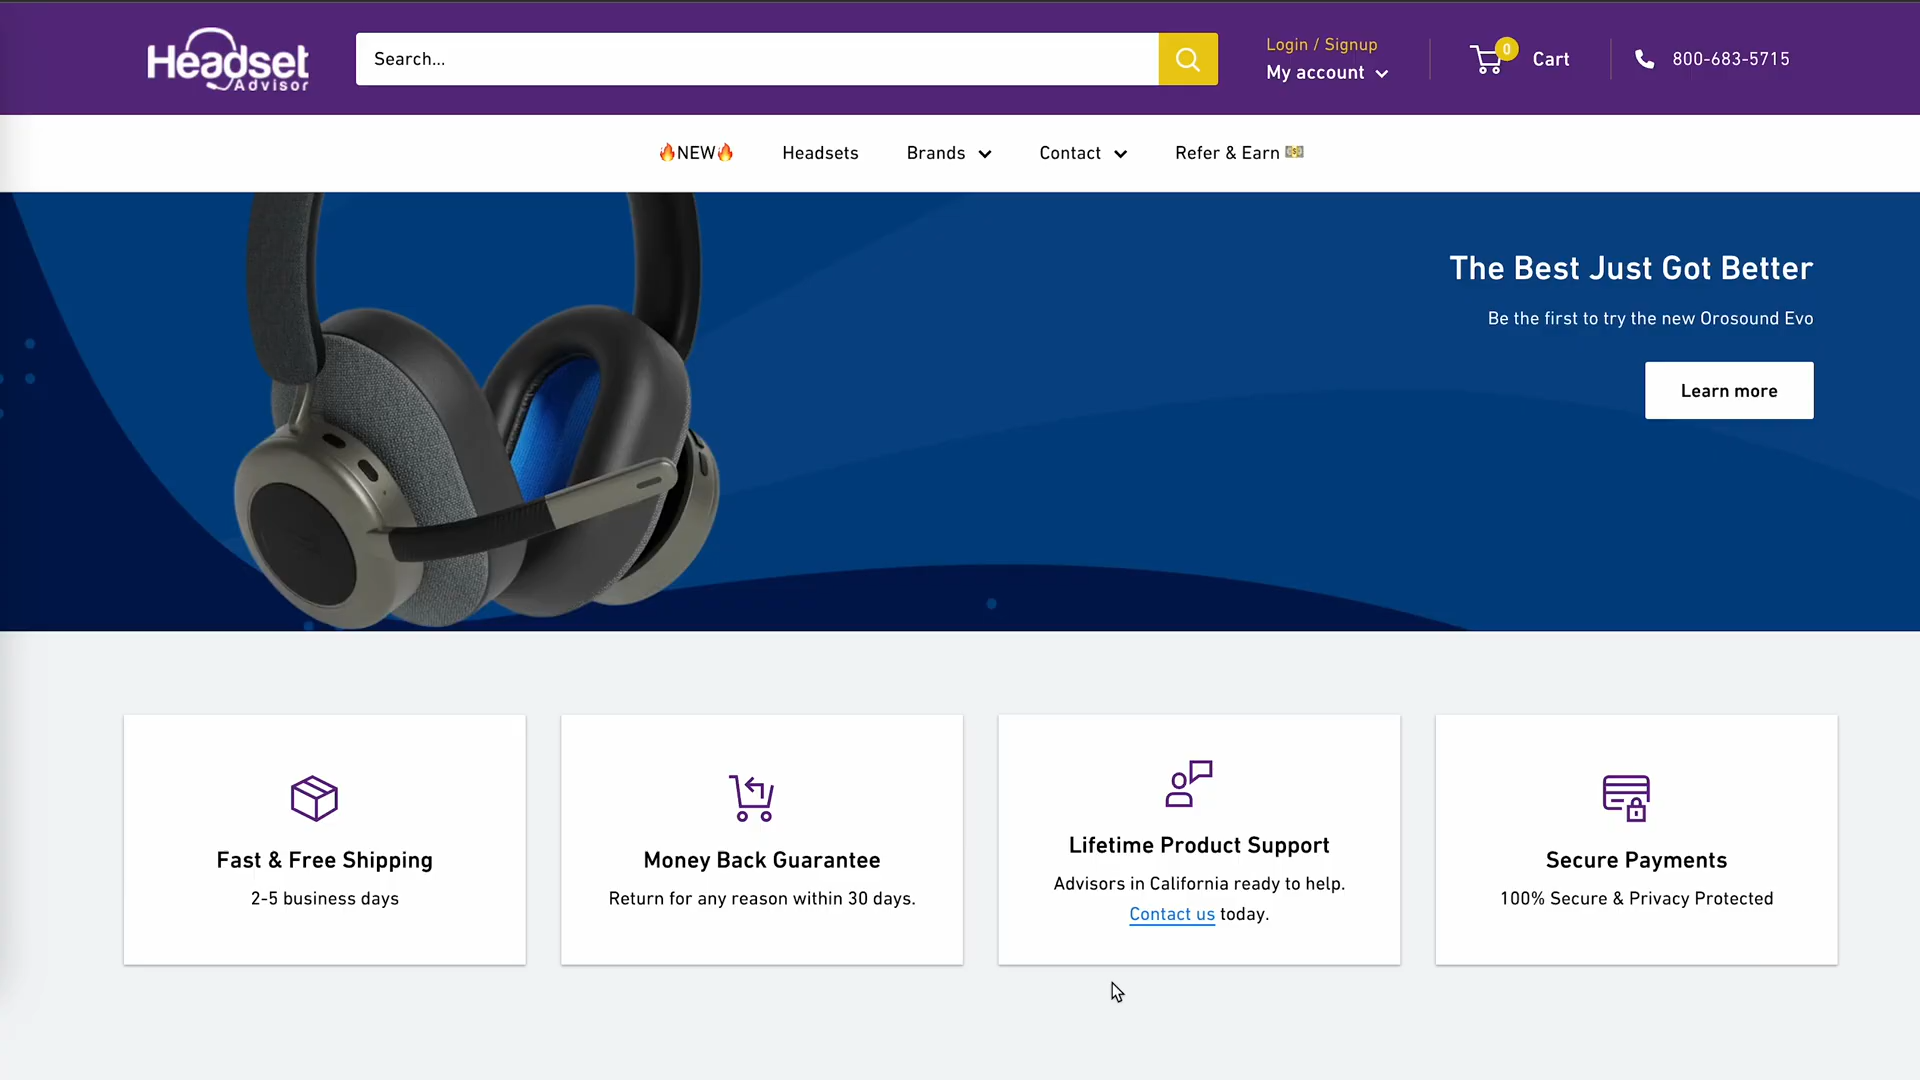 Headset
Advisor
Search...
Login / Signup
My account
0
Cart
800-683-5715
🔥NEW🔥
Headsets
Brands
Contact
Refer & Earn 💵
The Best Just Got Better
Be the first to try the new Orosound Evo
Learn more
Fast & Free Shipping
2-5 business days
Money Back Guarantee
Return for any reason within 30 days.
Lifetime Product Support
Advisors in California ready to help.
Contact us today.
Secure Payments
100% Secure & Privacy Protected